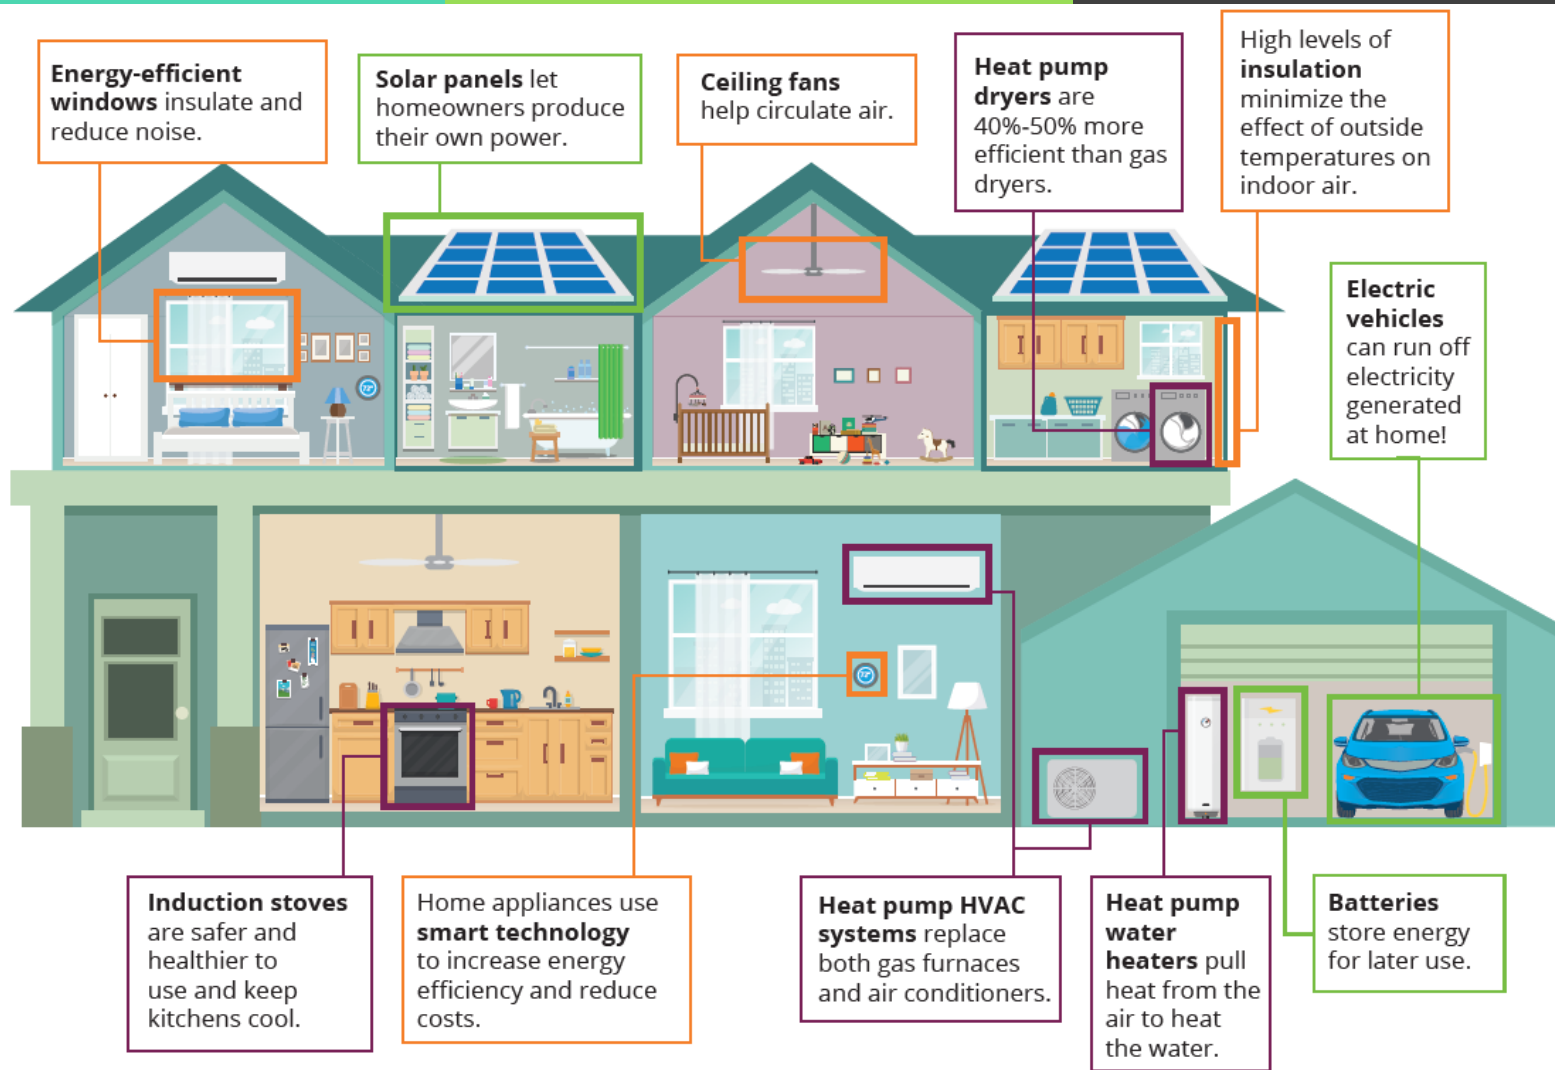 Energy-efficient
windows insulate and
reduce noise.
Solar panels let
homeowners produce
their own power.
Ceiling fans
help circulate air.
Heat pump
dryers are
40%-50% more
efficient than gas
dryers.
High levels of
insulation
minimize the
effect of outside
temperatures on
indoor air.
Electric
vehicles
can run off
electricity
generated
at home!
72°
72°
Induction stoves
are safer and
healthier to
use and keep
kitchens cool.
Home appliances use
smart technology
to increase energy
efficiency and reduce
costs.
Heat pump HVAC
systems replace
both gas furnaces
and air conditioners.
Heat pump
water
heaters pull
heat from the
air to heat
the water.
Batteries
store energy
for later use.